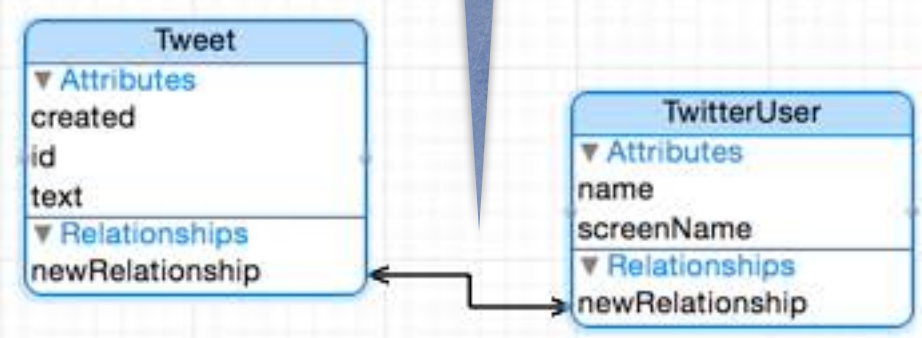 Tweet
▼ Attributes
created
id
text
▼ Relationships
newRelationship
TwitterUser
▼ Attributes
name
screenName
▼ Relationships
newRelationship